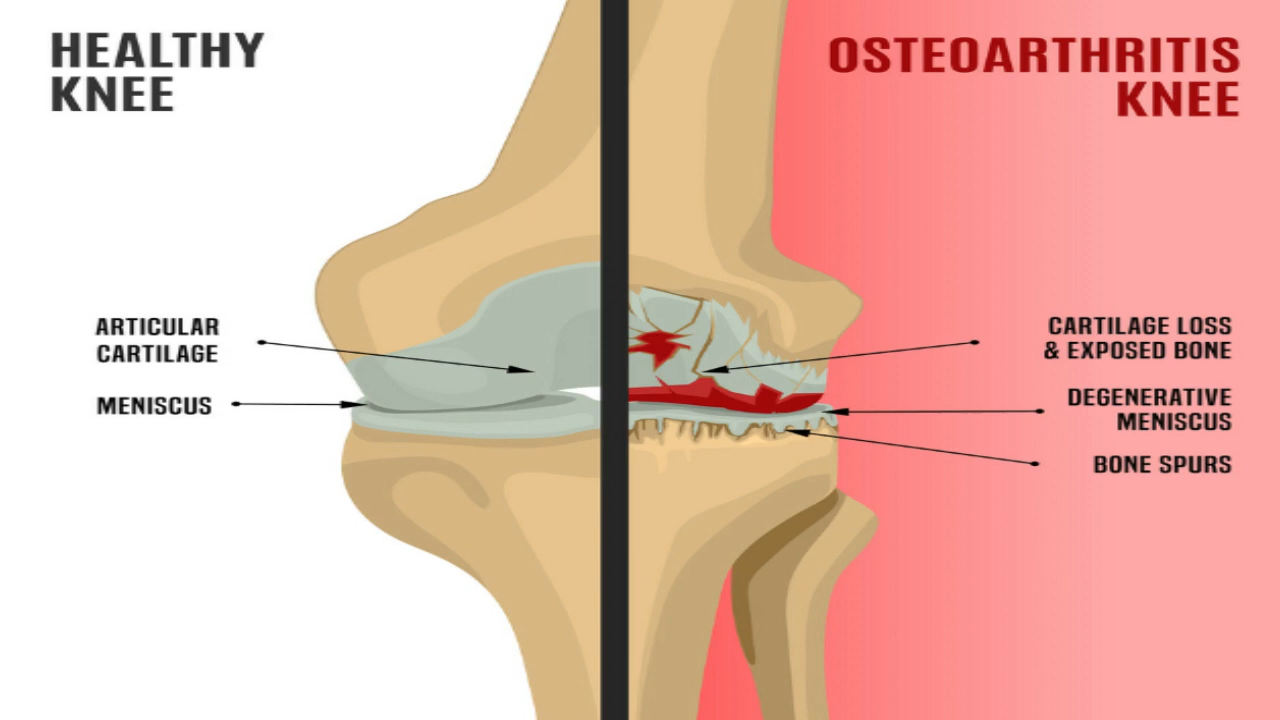 HEALTHY
KNEE
OSTEOARTHRITIS
KNEE
ARTICULAR
CARTILAGE
MENISCUS
CARTILAGE LOSS
& EXPOSED BONE
DEGENERATIVE
MENISCUS
BONE SPURS